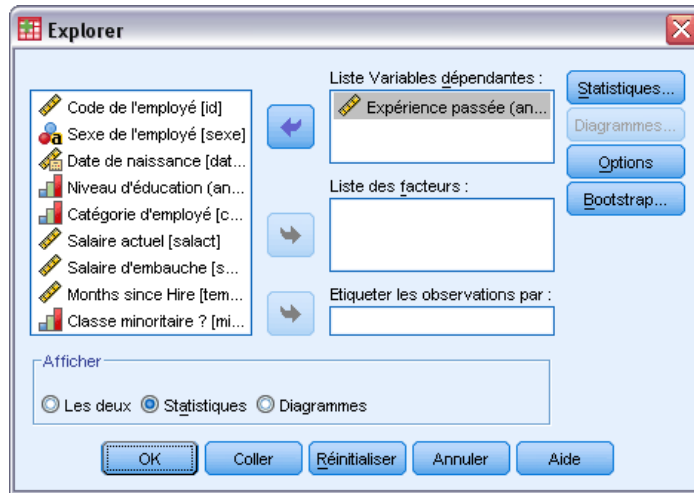 Explorer
Code de l'employé [id]
Sexe de l'employé [sexe]
Date de naissance [dat...
Niveau d'éducation (an...
Catégorie d'employé [c...
Salaire actuel [salact]
Salaire d'embauche [s...
Months since Hire [tem...
Classe minoritaire ? [mi...
Liste Variables dépendantes :
Expérience passée (an...
Liste des facteurs :
Etiqueter les observations par :
Statistiques...
Diagrammes...
Options
Bootstrap...
Afficher
Les deux Statistiques Diagrammes
OK Coller Réinitialiser Annuler Aide